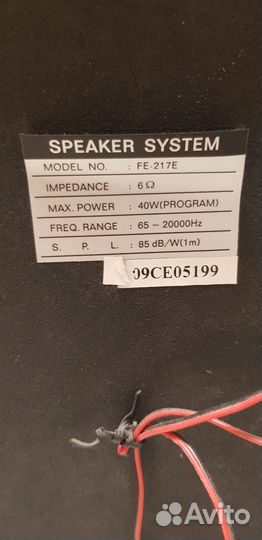 SPEAKER SYSTEM
MODEL NO. : FE-217E
IMPEDANCE : 6Ω
MAX. POWER : 40W(PROGRAM)
FREQ. RANGE : 65 ~ 20000Hz
S. P. L. : 85 dB/W(1m)
09CE05199
Avito